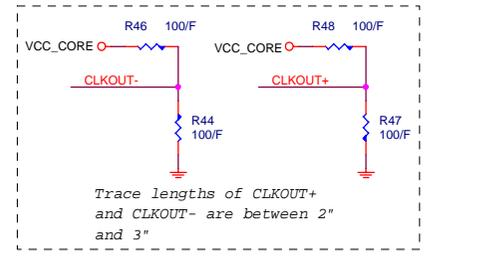 R46 100/F
R48 100/F
VCC_CORE
VCC_CORE
CLKOUT-
CLKOUT+
R44
100/F
R47
100/F
Trace lengths of CLKOUT+
and CLKOUT- are between 2"
and 3"